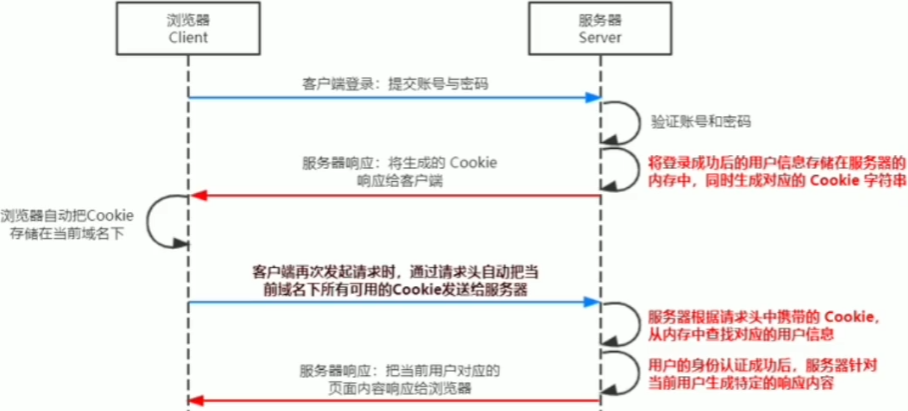 浏览器
Client
服务器
Server
客户端登录：提交账号与密码
验证账号和密码
服务器响应：将生成的 Cookie
响应给客户端
将登录成功后的用户信息存储在服务器的
内存中，同时生成对应的 Cookie 字符串
浏览器自动把Cookie
存储在当前域名下
客户端再次发起请求时，通过请求头自动把当
前域名下所有可用的Cookie发送给服务器
服务器根据请求头中携带的 Cookie，
从内存中查找对应的用户信息
用户的身份认证成功后，服务器针对
当前用户生成特定的响应内容
服务器响应：把当前用户对应的
页面内容响应给浏览器